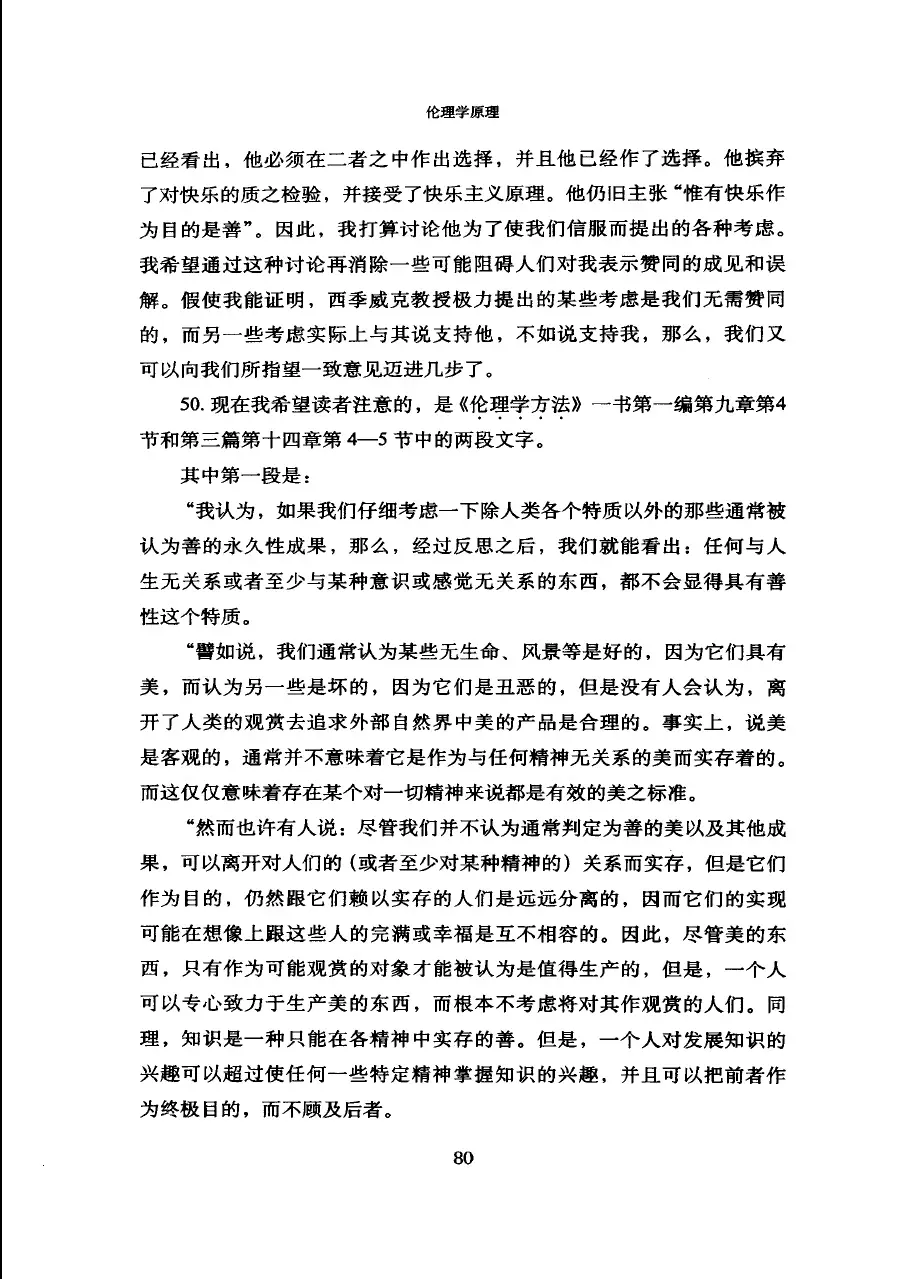 伦理学原理
已经看出，他必须在二者之中作出选择，并且他已经作了选择。他摈弃
了对快乐的质之检验，并接受了快乐主义原理。他仍旧主张“惟有快乐作
为目的是善”。因此，我打算讨论他为了使我们信服而提出的各种考虑。
我希望通过这种讨论再消除一些可能阻碍人们对我表示赞同的成见和误
解。假使我能证明，西季威克教授极力提出的某些考虑是我们无需赞同
的，而另一些考虑实际上与其说支持他，不如说支持我，那么，我们又
可以向我们所指望一致意见迈进几步了。
50. 现在我希望读者注意的，是《伦理学方法》一书第一编第九章第4
节和第三篇第十四章第 4—5 节中的两段文字。
其中第一段是：
“我认为，如果我们仔细考虑一下除人类各个特质以外的那些通常被
认为善的永久性成果，那么，经过反思之后，我们就能看出：任何与人
生无关系或者至少与某种意识或感觉无关系的东西，都不会显得具有善
性这个特质。
“譬如说，我们通常认为某些无生命、风景等是好的，因为它们具有
美，而认为另一些是坏的，因为它们是丑恶的，但是没有人会认为，离
开了人类的观赏去追求外部自然界中美的产品是合理的。事实上，说美
是客观的，通常并不意味着它是作为与任何精神无关系的美而实存着的。
而这仅仅意味着存在某个对一切精神来说都是有效的美之标准。
“然而也许有人说：尽管我们并不认为通常判定为善的美以及其他成
果，可以离开对人们的（或者至少对某种精神的）关系而实存，但是它们
作为目的，仍然跟它们赖以实存的人们是远远分离的，因而它们的实现
可能在想像上跟这些人的完满或幸福是互不相容的。因此，尽管美的东
西，只有作为可能观赏的对象才能被认为是值得生产的，但是，一个人
可以专心致力于生产美的东西，而根本不考虑将对其作观赏的人们。同
理，知识是一种只能在各精神中实存的善。但是，一个人对发展知识的
兴趣可以超过使任何一些特定精神掌握知识的兴趣，并且可以把前者作
为终极目的，而不顾及后者。
80